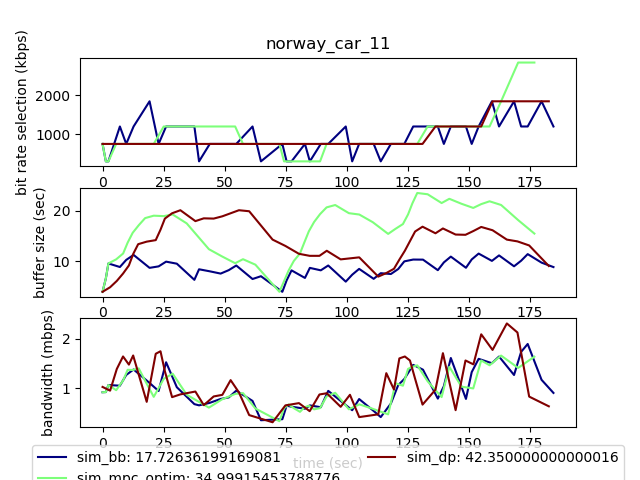 norway_car_11
bit rate selection (kbps)
2000
1000
0 25 50 75 100 125 150 175
buffer size (sec)
20
10
0 25 50 75 100 125 150 175
bandwidth (mbps)
2
1
0 25 50 75 100 125 150 175
time (sec)
sim_bb: 17.72636199169081 sim_dp: 42.350000000000016
sim_mpc_optim: 34.99915453788776